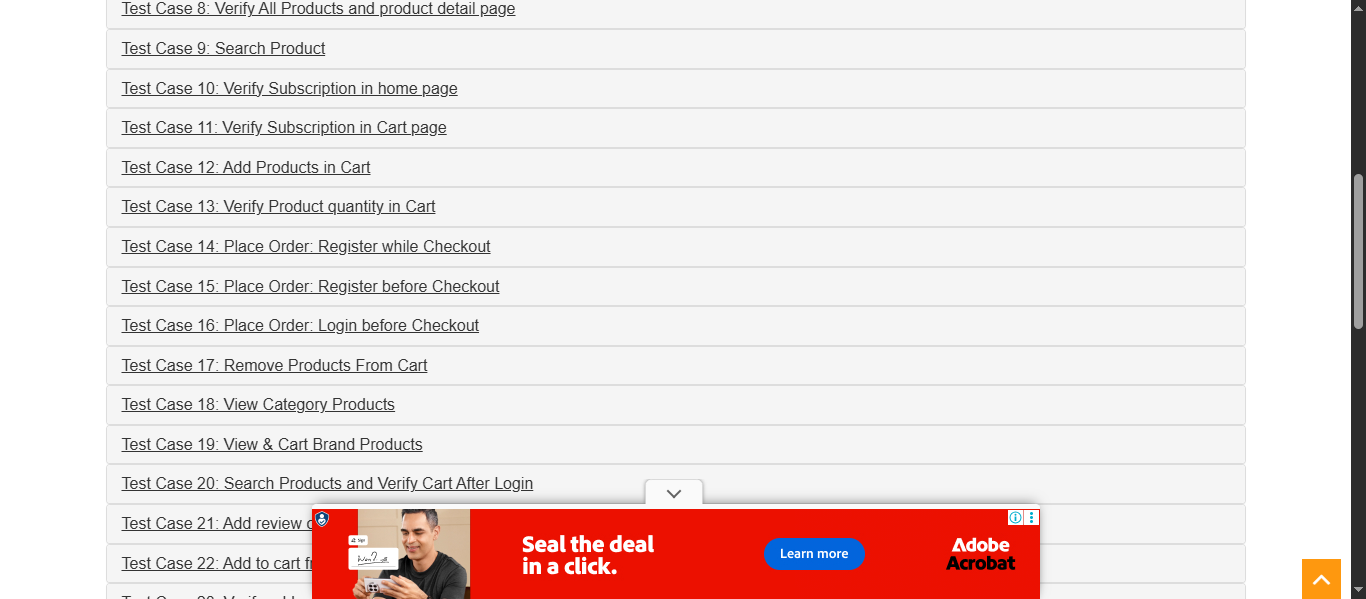 Test Case 8: Verify All Products and product detail page
Test Case 9: Search Product
Test Case 10: Verify Subscription in home page
Test Case 11: Verify Subscription in Cart page
Test Case 12: Add Products in Cart
Test Case 13: Verify Product quantity in Cart
Test Case 14: Place Order: Register while Checkout
Test Case 15: Place Order: Register before Checkout
Test Case 16: Place Order: Login before Checkout
Test Case 17: Remove Products From Cart
Test Case 18: View Category Products
Test Case 19: View & Cart Brand Products
Test Case 20: Search Products and Verify Cart After Login
Test Case 21: Add review
Test Case 22: Add to cart
Seal the deal
in a click.
Learn more
Adobe
Acrobat